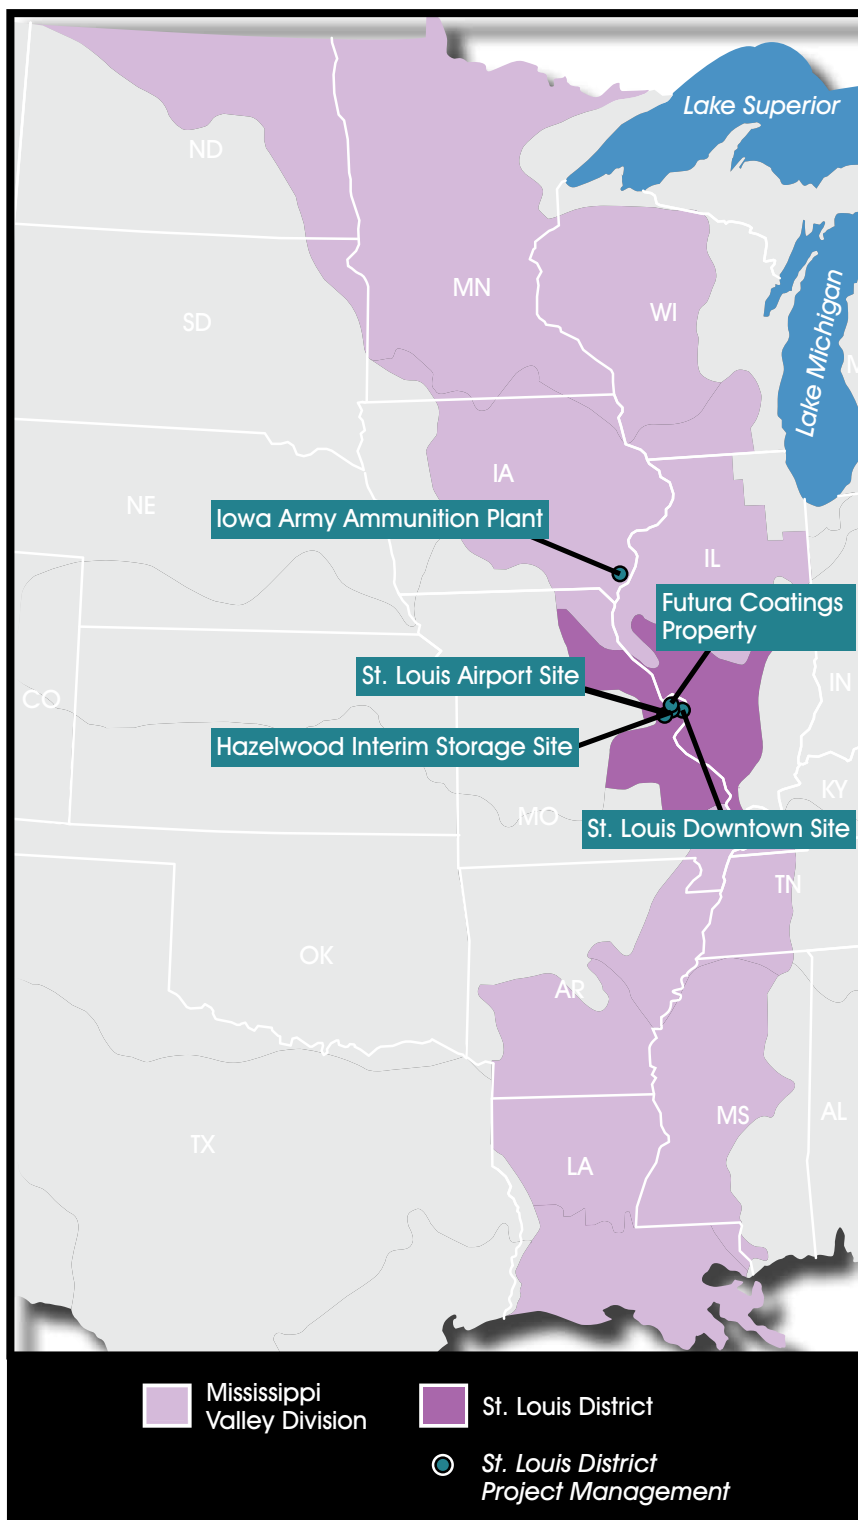 Lake Superior
ND
MN
SD
WI
Lake Michigan
M
IA
NE
Iowa Army Ammunition Plant
IL
Futura Coatings
Property
St. Louis Airport Site
IN
CO
Hazelwood Interim Storage Site
KY
MO
St. Louis Downtown Site
TN
OK
AR
AL
MS
TX
LA
Mississippi
Valley Division
St. Louis District
St. Louis District
Project Management